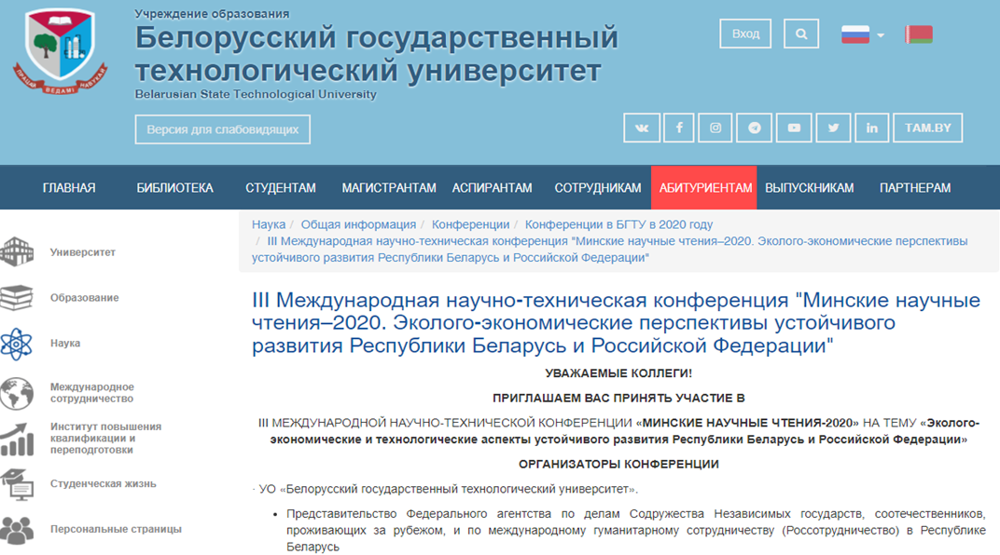 Учреждение образования
Белорусский государственный
технологический университет
Belarusian State Technological University
ПРАЦАЙ ВЕДАМІ НАВУКАЙ
Вход
Версия для слабовидящих
TAM.BY
ГЛАВНАЯ БИБЛИОТЕКА СТУДЕНТАМ МАГИСТРАНТАМ АСПИРАНТАМ СОТРУДНИКАМ АБИТУРИЕНТАМ ВЫПУСКНИКАМ ПАРТНЕРАМ
Университет
Образование
Наука
Международное
сотрудничество
Институт повышения
квалификации и
переподготовки
Студенческая жизнь
Персональные страницы
Наука / Общая информация / Конференции / Конференции в БГТУ в 2020 году
/ III Международная научно-техническая конференция "Минские научные чтения–2020. Эколого-экономические перспективы
устойчивого развития Республики Беларусь и Российской Федерации"
III Международная научно-техническая конференция "Минские научные
чтения–2020. Эколого-экономические перспективы устойчивого
развития Республики Беларусь и Российской Федерации"
УВАЖАЕМЫЕ КОЛЛЕГИ!
ПРИГЛАШАЕМ ВАС ПРИНЯТЬ УЧАСТИЕ В
III МЕЖДУНАРОДНОЙ НАУЧНО-ТЕХНИЧЕСКОЙ КОНФЕРЕНЦИИ «МИНСКИЕ НАУЧНЫЕ ЧТЕНИЯ-2020» НА ТЕМУ «Эколого-
экономические и технологические аспекты устойчивого развития Республики Беларусь и Российской Федерации»
ОРГАНИЗАТОРЫ КОНФЕРЕНЦИИ
· УО «Белорусский государственный технологический университет».
• Представительство Федерального агентства по делам Содружества Независимых государств, соотечественников,
проживающих за рубежом, и по международному гуманитарному сотрудничеству (Россотрудничество) в Республике
Беларусь